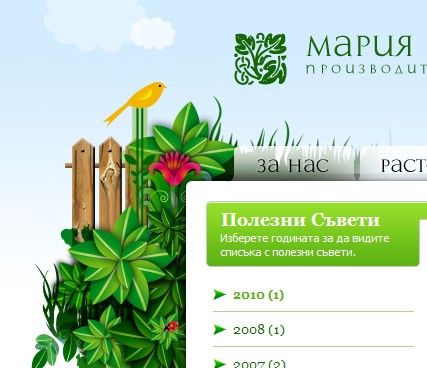 мария
производит
за нас
раст
Полезни Съвети
Изберете годината за да видите
списъка с полезни съвети.
2010 (1)
2008 (1)
2007 (2)